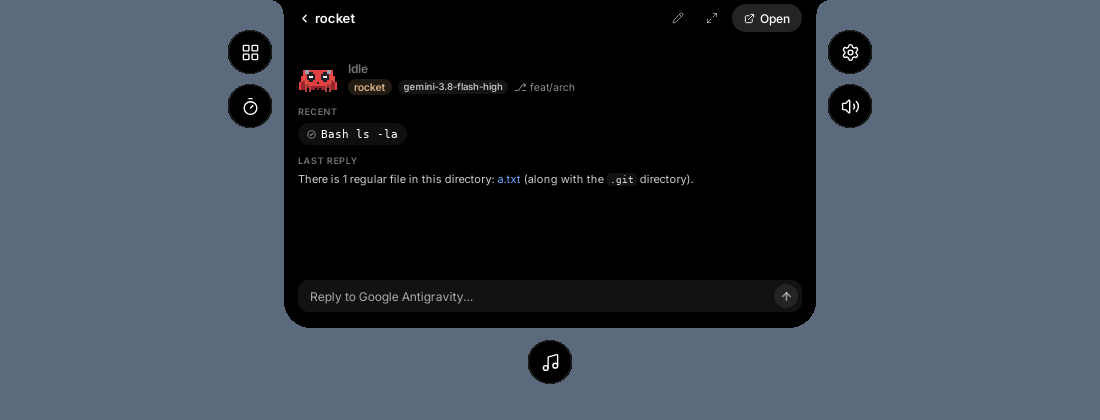 rocket
Open
Idle
rocket gemini-3.8-flash-high feat/arch
RECENT
Bash ls -la
LAST REPLY
There is 1 regular file in this directory: a.txt (along with the .git directory).
Reply to Google Antigravity...